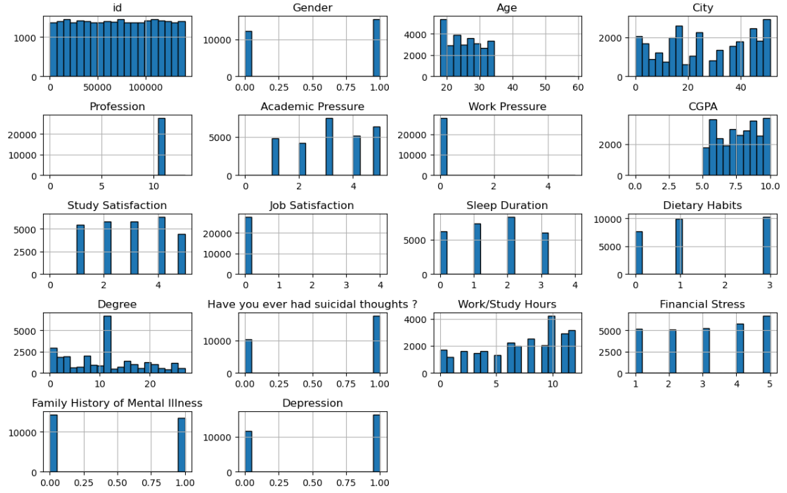 id Gender Age City
1000 0 0 50000 100000
10000 0 0.00 0.25 0.50 0.75 1.00
4000 2000 0 20 30 40 50 60
2000 0 0 20 40
Profession Academic Pressure Work Pressure CGPA
20000 10000 0 0 5 10
5000 0 0 2 4
20000 10000 0 0 2 4
2000 0 0.0 2.5 5.0 7.5 10.0
Study Satisfaction Job Satisfaction Sleep Duration Dietary Habits
5000 2500 0 0 2 4
20000 10000 0 0 1 2 3 4
5000 0 0 1 2 3 4
10000 5000 0 0 1 2 3
Degree Have you ever had suicidal thoughts ? Work/Study Hours Financial Stress
5000 2500 0 0 10 20
10000 0 0.00 0.25 0.50 0.75 1.00
4000 2000 0 0 5 10
5000 2500 0 1 2 3 4 5
Family History of Mental Illness Depression
10000 0 0.00 0.25 0.50 0.75 1.00
10000 0 0.00 0.25 0.50 0.75 1.00